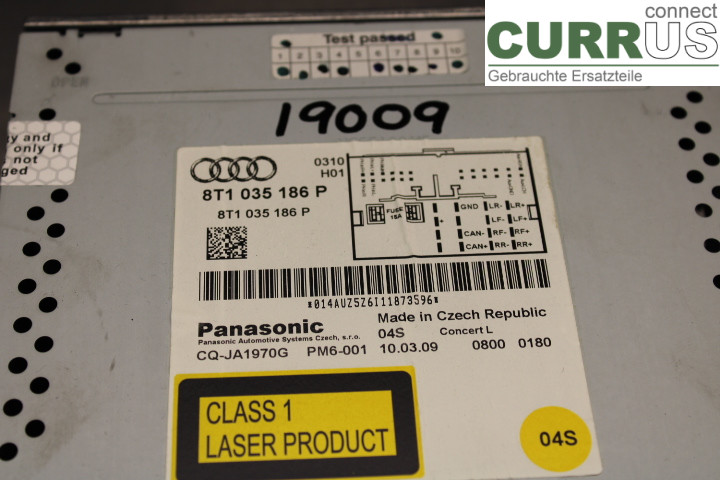 connect
CURRUS
Gebrauchte Ersatzteile
Test passed
1 2 3 4 5 6 7 8 9 10
OPEN
19009
y and
only if
not
ged
0310
H01
8T1 035 186 P
8T1 035 186 P
FUSE
15A
GND LR- LR+
LF- LF+
+ CAN- RF- RF+
CAN+ RR- RR+
*014AUZ5Z6I11873596*
Panasonic
Panasonic Automotive Systems Czech, s.r.o.
Made in Czech Republic
04S Concert L
CQ-JA1970G PM6-001 10.03.09 0800 0180
CLASS 1
LASER PRODUCT
04S